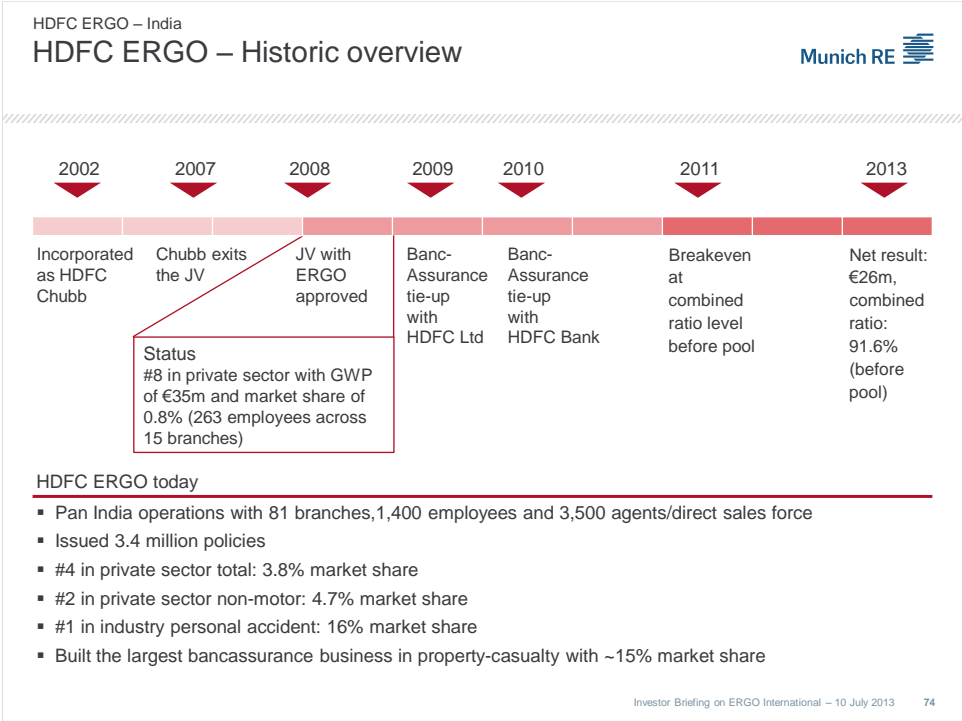 HDFC ERGO – India
HDFC ERGO – Historic overview
Munich RE
2002
2007
2008
2009
2010
2011
2013
Incorporated
as HDFC
Chubb
Chubb exits
the JV
JV with
ERGO
approved
Banc-
Assurance
tie-up
with
HDFC Ltd
Banc-
Assurance
tie-up
with
HDFC Bank
Breakeven
at
combined
ratio level
before pool
Net result:
€26m,
combined
ratio:
91.6%
(before
pool)
Status
#8 in private sector with GWP
of €35m and market share of
0.8% (263 employees across
15 branches)
HDFC ERGO today
▪ Pan India operations with 81 branches,1,400 employees and 3,500 agents/direct sales force
▪ Issued 3.4 million policies
▪ #4 in private sector total: 3.8% market share
▪ #2 in private sector non-motor: 4.7% market share
▪ #1 in industry personal accident: 16% market share
▪ Built the largest bancassurance business in property-casualty with ~15% market share
Investor Briefing on ERGO International – 10 July 2013 74